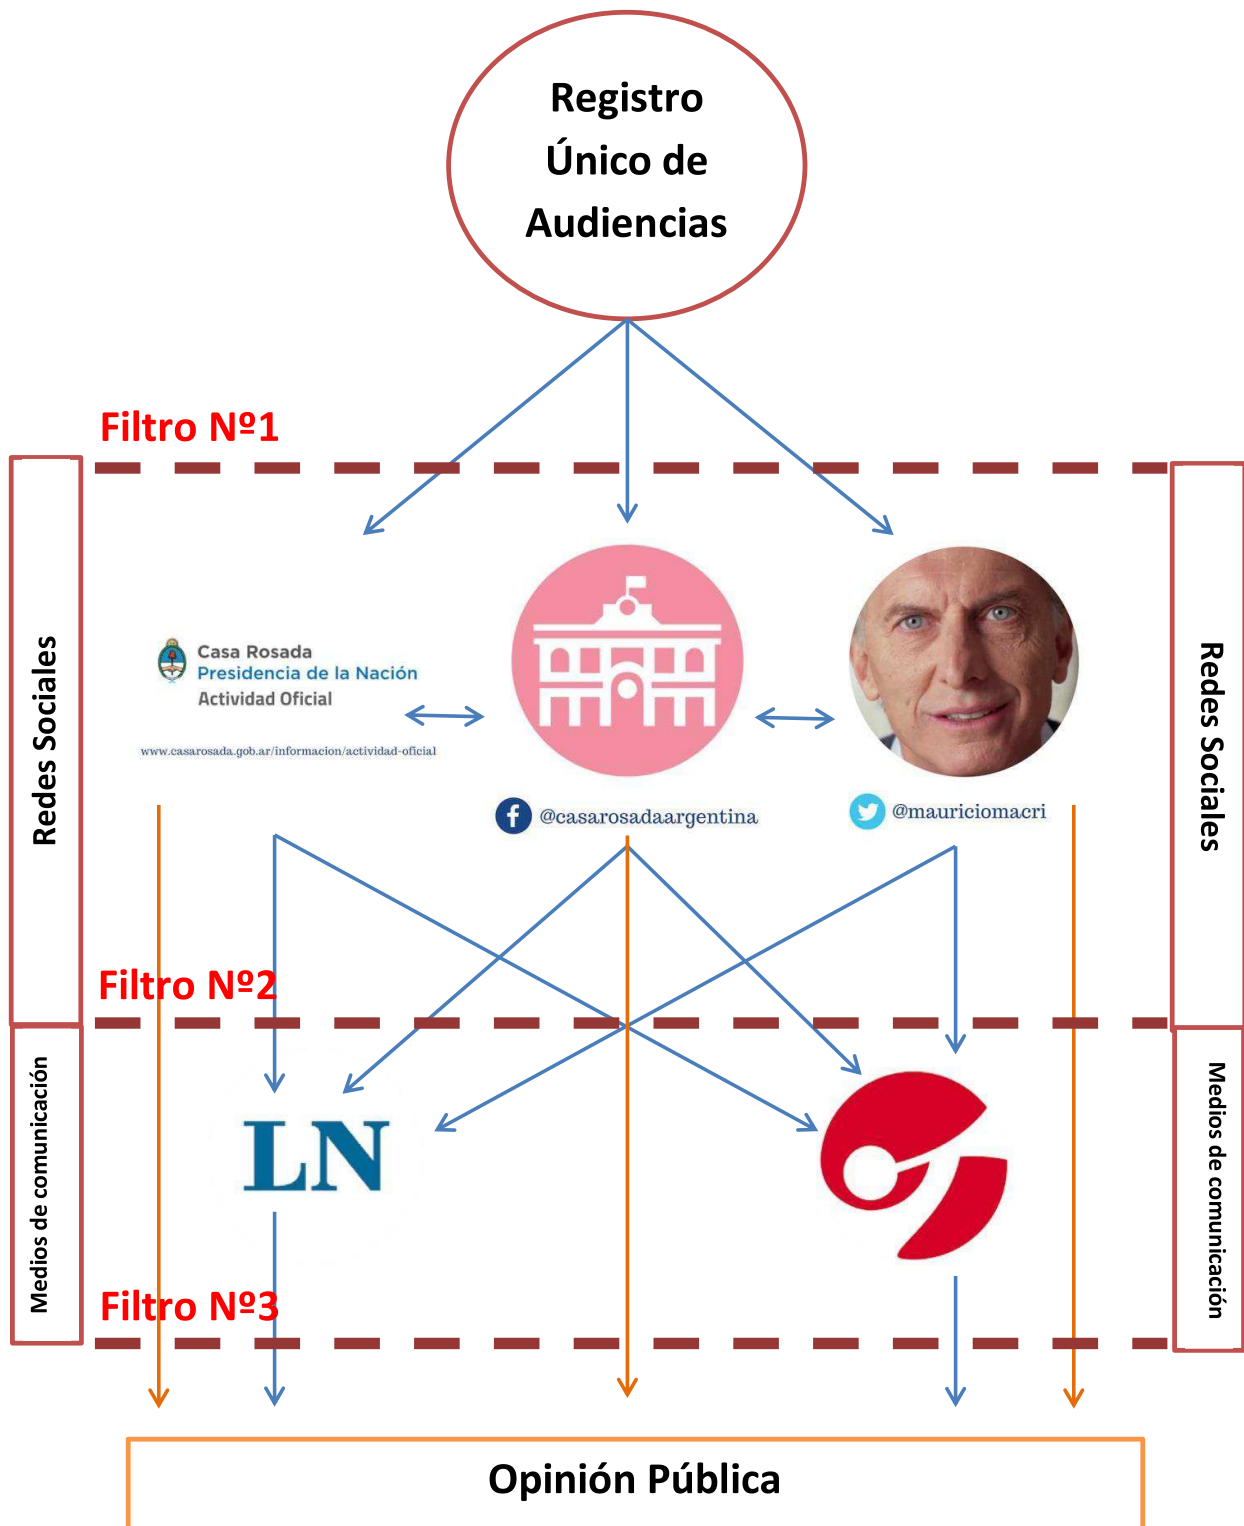 Registro
Único de
Audiencias
Filtro Nº1
Redes Sociales
Redes Sociales
Casa Rosada
Presidencia de la Nación
Actividad Oficial
www.casarosada.gob.ar/informacion/actividad-oficial
f @casarosadaargentina
@mauriciomacri
Filtro Nº2
Medios de comunicación
Medios de comunicación
LN
Filtro Nº3
Opinión Pública